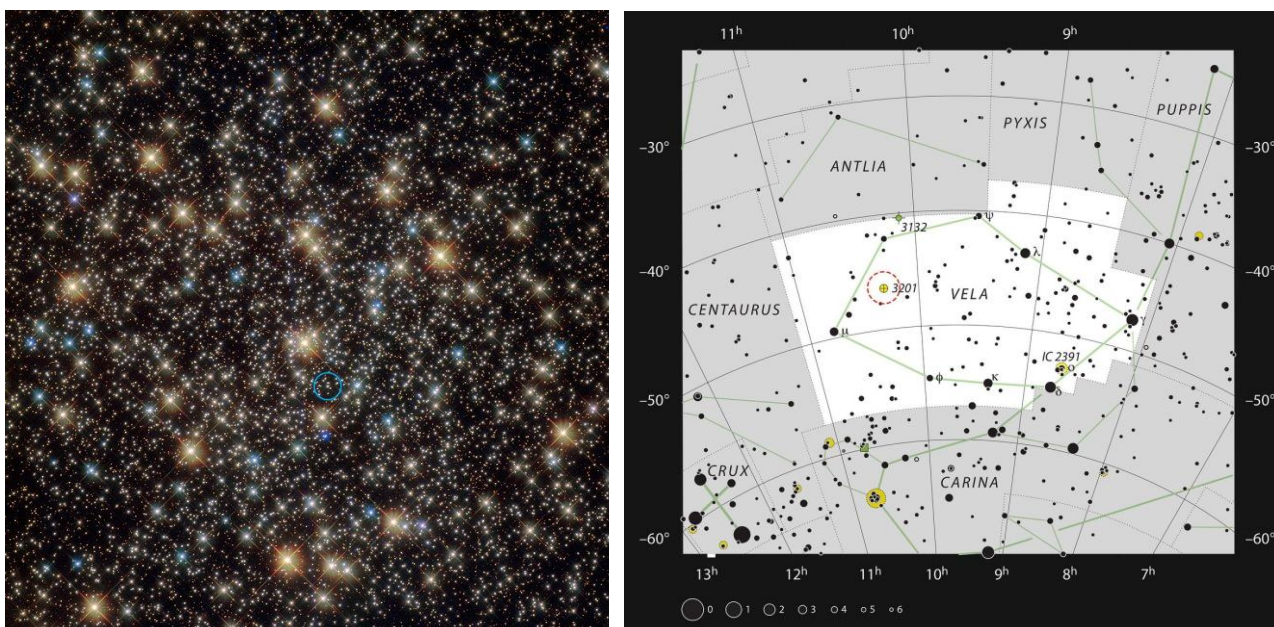 11h 10h 9h
PUPPIS
PYXIS
−30° −30°
ANTLIA
3132 ψ
λ
−40° −40°
3201
VELA
CENTAURUS
γ
μ
IC 2391
ο
φ κ
δ
−50° −50°
CRUX
CARINA
−60° −60°
13h 12h 11h 10h 9h 8h 7h
0 1 2 3 4 5 6